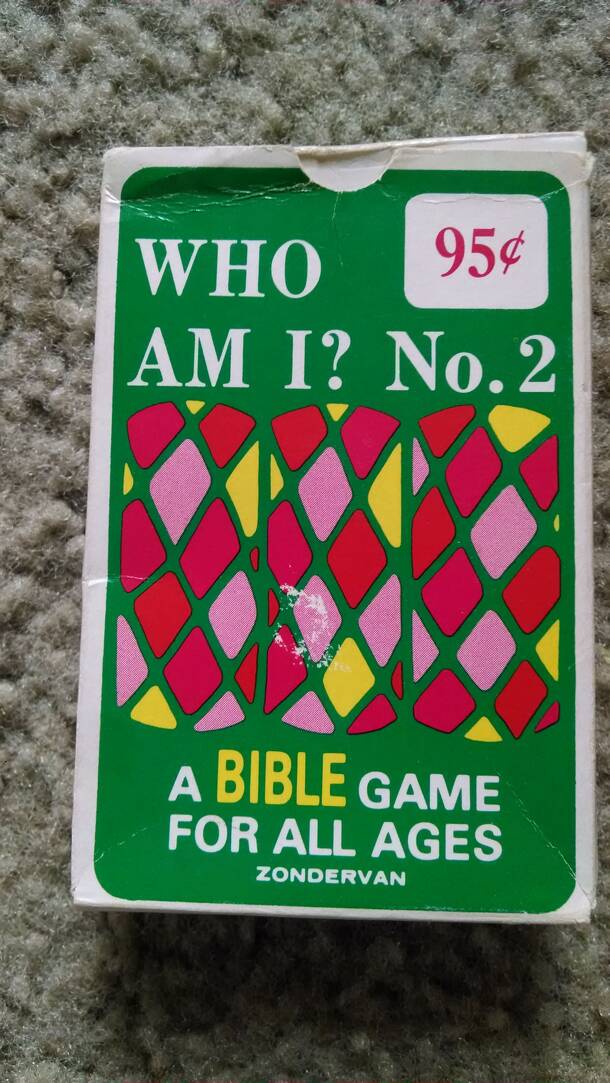 WHO
95¢
AM I? No. 2
A BIBLE GAME
FOR ALL AGES
ZONDERVAN